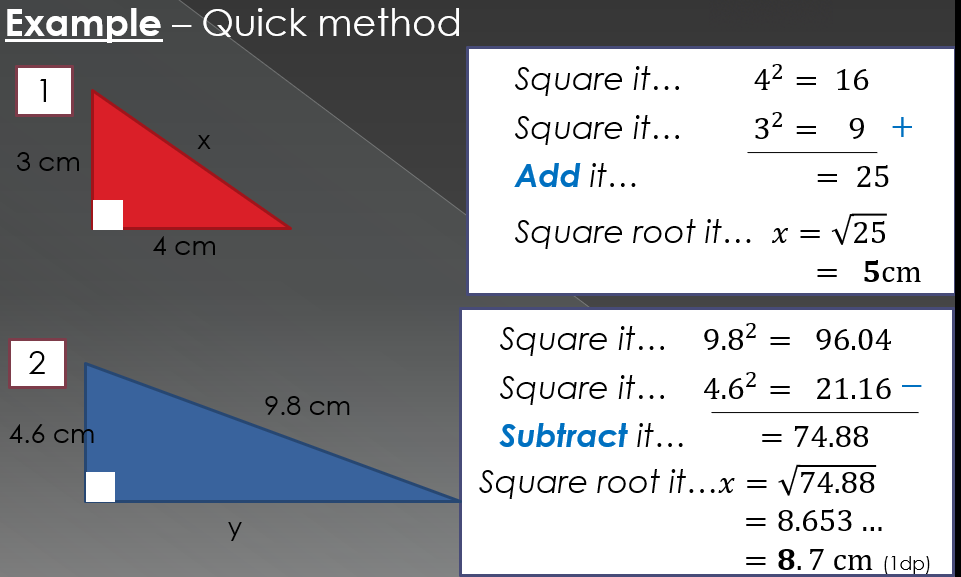 Example – Quick method
1
3 cm
x
4 cm
Square it… 4² = 16
Square it… 3² = 9 +
Add it… = 25
Square root it… x = √25
= 5cm
2
4.6 cm
9.8 cm
y
Square it… 9.8² = 96.04
Square it… 4.6² = 21.16 −
Subtract it… = 74.88
Square root it…x = √74.88
= 8.653 …
= 8.7 cm (1dp)